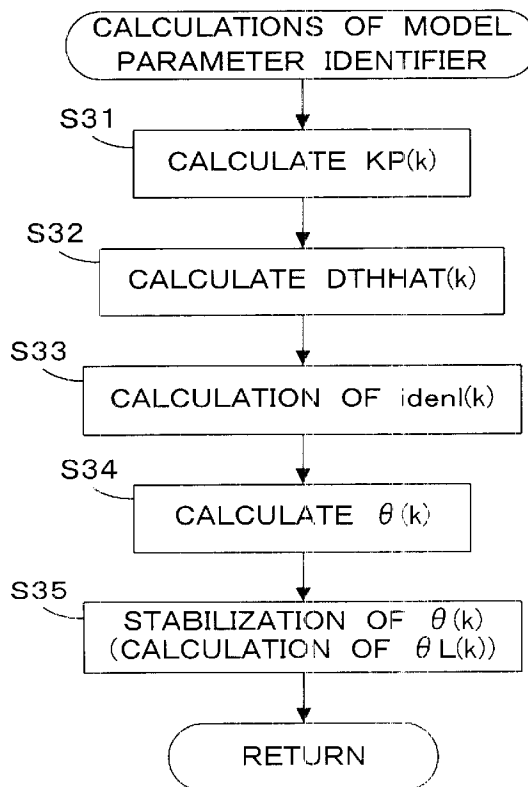 CALCULATIONS OF MODEL
PARAMETER IDENTIFIER
S31
CALCULATE KP(k)
S32
CALCULATE DTHHAT(k)
S33
CALCULATION OF idenl(k)
S34
CALCULATE θ(k)
S35
STABILIZATION OF θ(k)
(CALCULATION OF θL(k))
RETURN